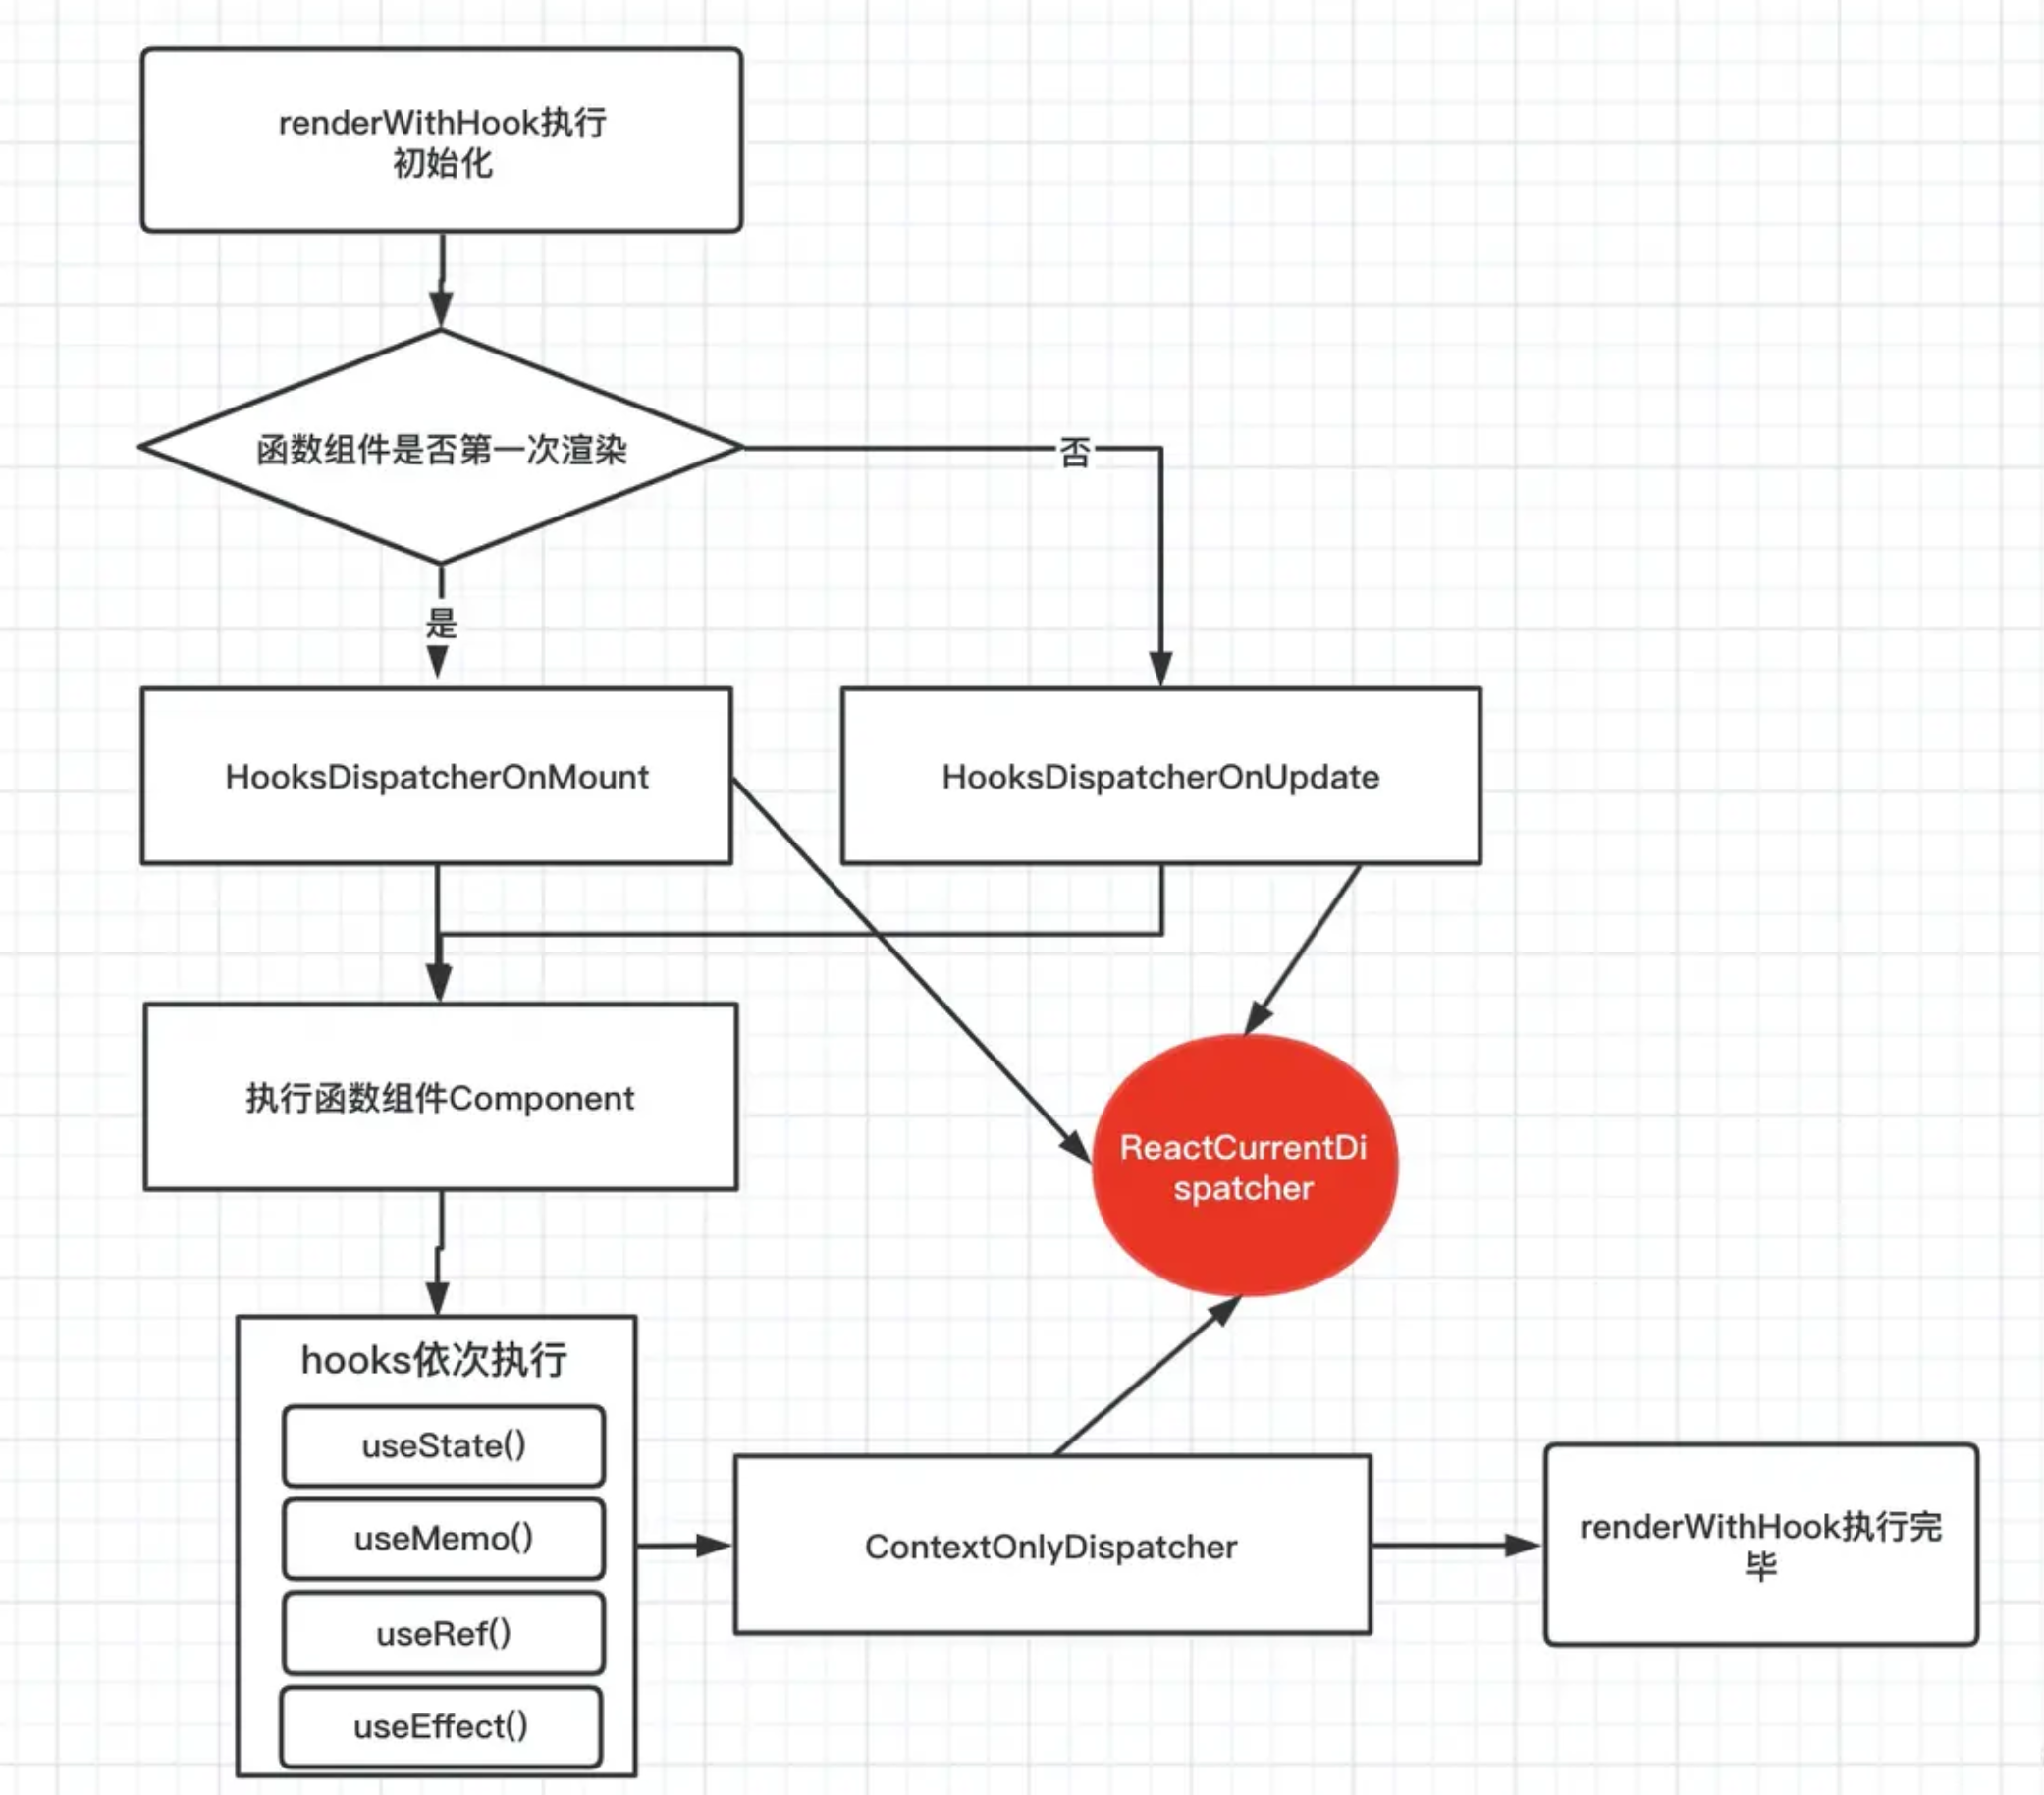 renderWithHook执行
初始化
函数组件是否第一次渲染
否
是
HooksDispatcherOnMount
HooksDispatcherOnUpdate
执行函数组件Component
ReactCurrentDi
spatcher
hooks依次执行
useState()
useMemo()
useRef()
useEffect()
ContextOnlyDispatcher
renderWithHook执行完
毕